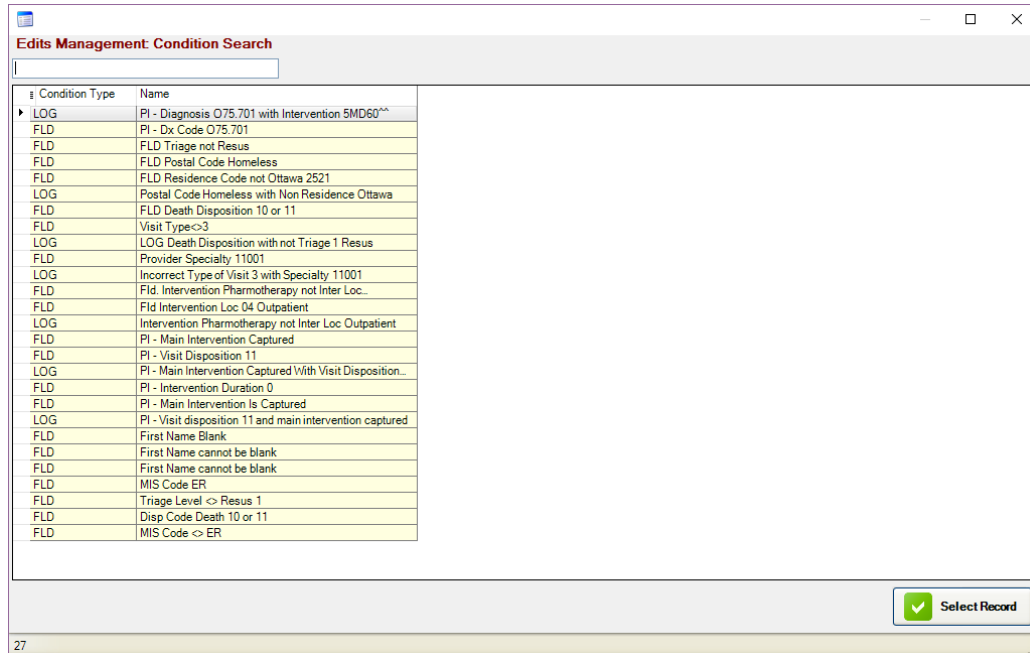 Edits Management: Condition Search
Condition Type Name
LOG PI - Diagnosis O75.701 with Intervention 5MD60^^
FLD PI - Dx Code O75.701
FLD FLD Triage not Resus
FLD FLD Postal Code Homeless
FLD FLD Residence Code not Ottawa 2521
LOG Postal Code Homeless with Non Residence Ottawa
FLD FLD Death Disposition 10 or 11
FLD Visit Type<>3
LOG LOG Death Disposition with not Triage 1 Resus
FLD Provider Specialty 11001
LOG Incorrect Type of Visit 3 with Specialty 11001
FLD Fld. Intervention Pharmotherapy not Inter Loc...
FLD Fld Intervention Loc 04 Outpatient
LOG Intervention Pharmotherapy not Inter Loc Outpatient
FLD PI - Main Intervention Captured
FLD PI - Visit Disposition 11
LOG PI - Main Intervention Captured With Visit Disposition...
FLD PI - Intervention Duration 0
FLD PI - Main Intervention Is Captured
LOG PI - Visit disposition 11 and main intervention captured
FLD First Name Blank
FLD First Name cannot be blank
FLD First Name cannot be blank
FLD MIS Code ER
FLD Triage Level <> Resus 1
FLD Disp Code Death 10 or 11
FLD MIS Code <> ER
Select Record
27